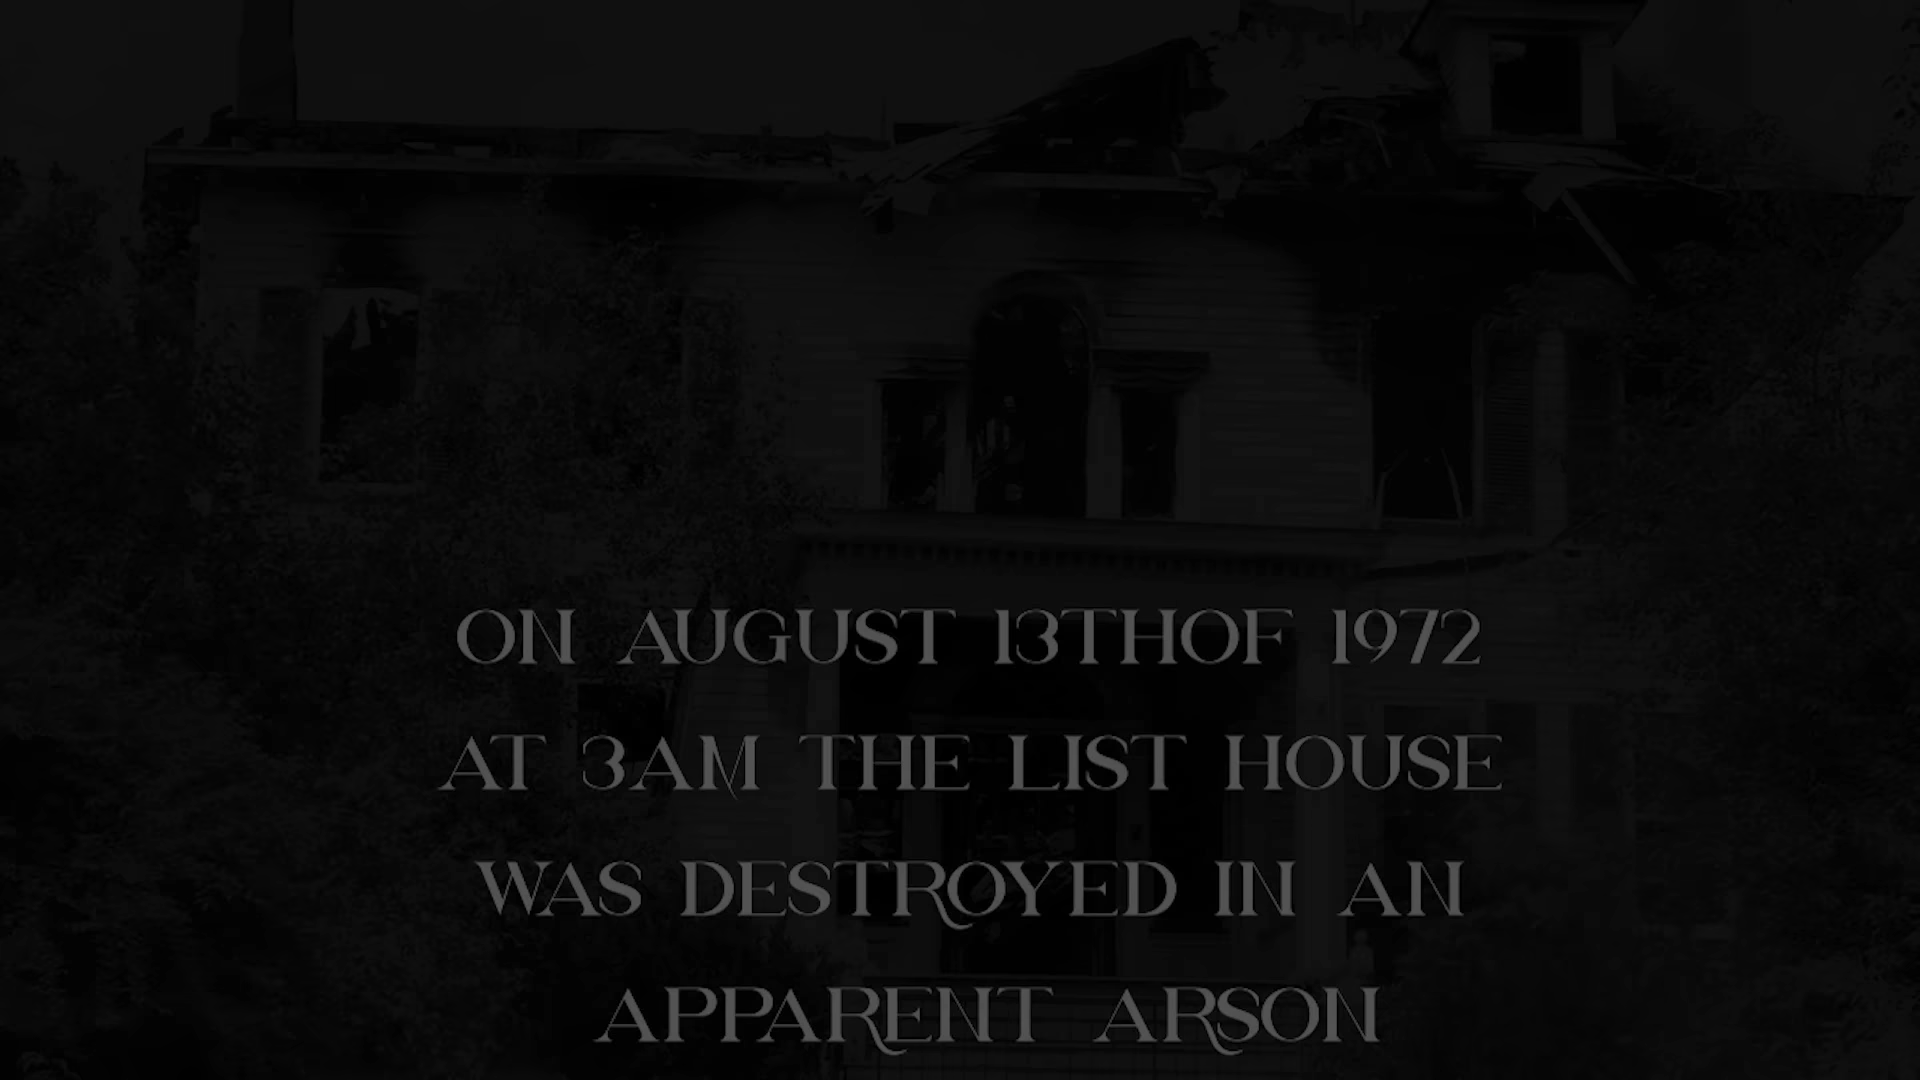 ON AUGUST 13THOF 1972
AT 3AM THE LIST HOUSE
WAS DESTROYED IN AN
APPARENT ARSON